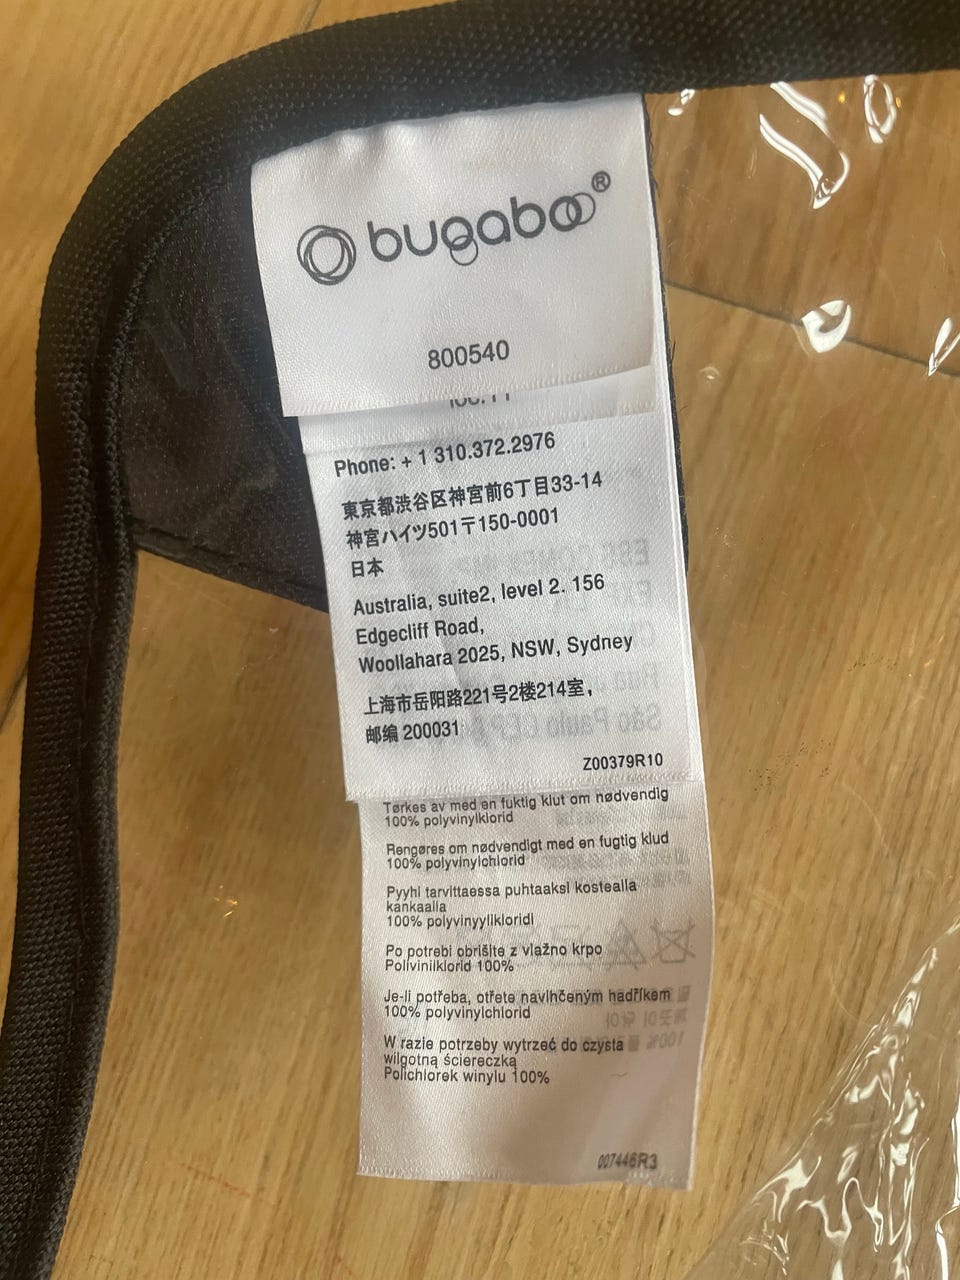 bugaboo®
800540
Phone: + 1 310.372.2976
東京都渋谷区神宮前6丁目33-14
神宮ハイツ501〒150-0001
日本
Australia, suite2, level 2. 156
Edgecliff Road,
Woollahara 2025, NSW, Sydney
上海市岳阳路221号2楼214室,
邮编 200031
Z00379R10
Tørkes av med en fuktig klut om nødvendig
100% polyvinylklorid
Rengøres om nødvendigt med en fugtig klud
100% polyvinylchlorid
Pyyhi tarvittaessa puhtaaksi kostealla
kankaalla
100% polyvinyylikloridi
Po potrebi obrišite z vlažno krpo
Polivinilklorid 100%
Je-li potřeba, otřete navlhčeným hadříkem
100% polyvinylchlorid
W razie potrzeby wytrzeć do czysta
wilgotną ściereczką
Polichlorek winylu 100%
007446R3